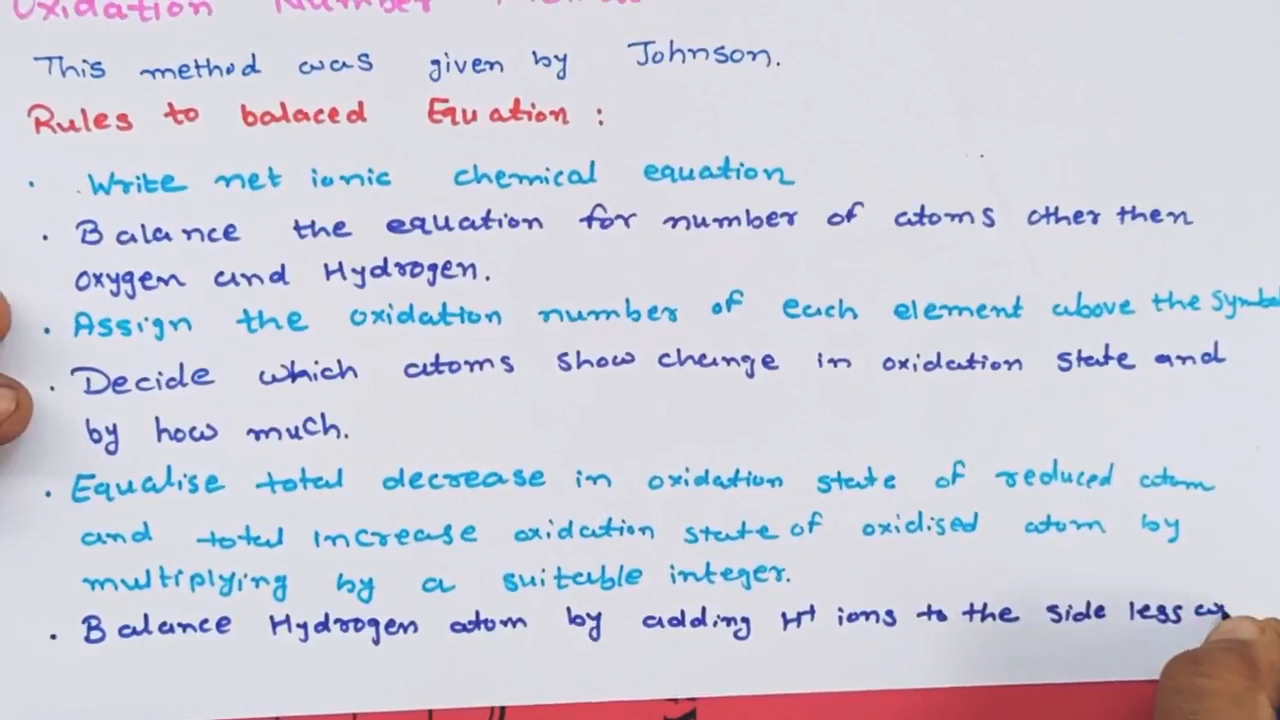 Oxidation Number
This method was given by Johnson.
Rules to balaced Equation :
. Write net ionic chemical equation
. Balance the equation for number of atoms other then
oxygen and Hydrogen.
. Assign the oxidation number of each element above the symbol
. Decide which atoms show change in oxidation state and
by how much.
. Equalise total decrease in oxidation state of reduced atom
and total increase oxidation state of oxidised atom by
multiplying by a suitable integer.
. Balance Hydrogen atom by adding H⁺ ions to the side less